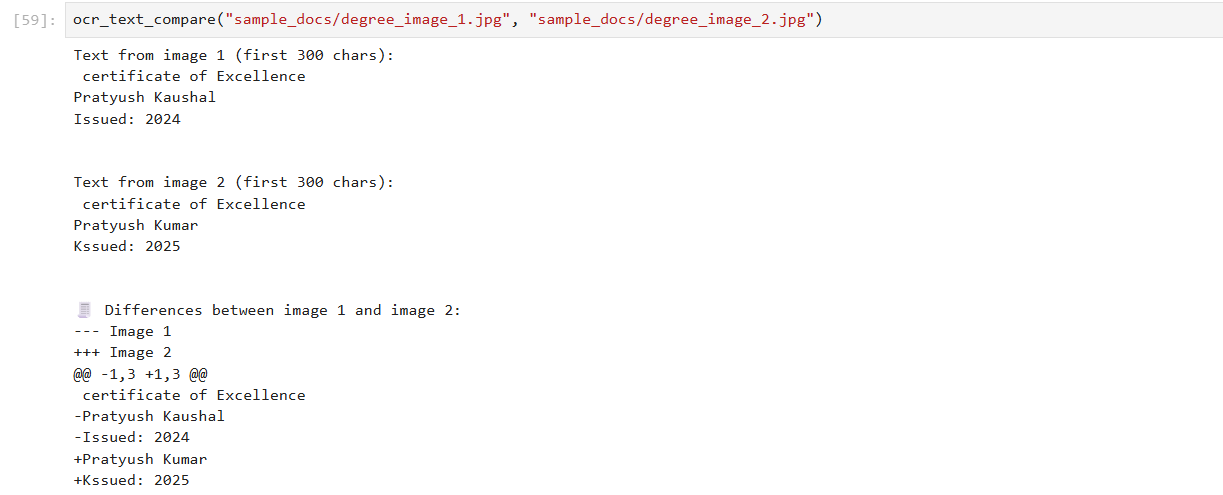 [59]: ocr_text_compare("sample_docs/degree_image_1.jpg", "sample_docs/degree_image_2.jpg")
Text from image 1 (first 300 chars):
 certificate of Excellence
Pratyush Kaushal
Issued: 2024
Text from image 2 (first 300 chars):
 certificate of Excellence
Pratyush Kumar
Kssued: 2025
Differences between image 1 and image 2:
--- Image 1
+++ Image 2
@@ -1,3 +1,3 @@
 certificate of Excellence
-Pratyush Kaushal
-Issued: 2024
+Pratyush Kumar
+Kssued: 2025